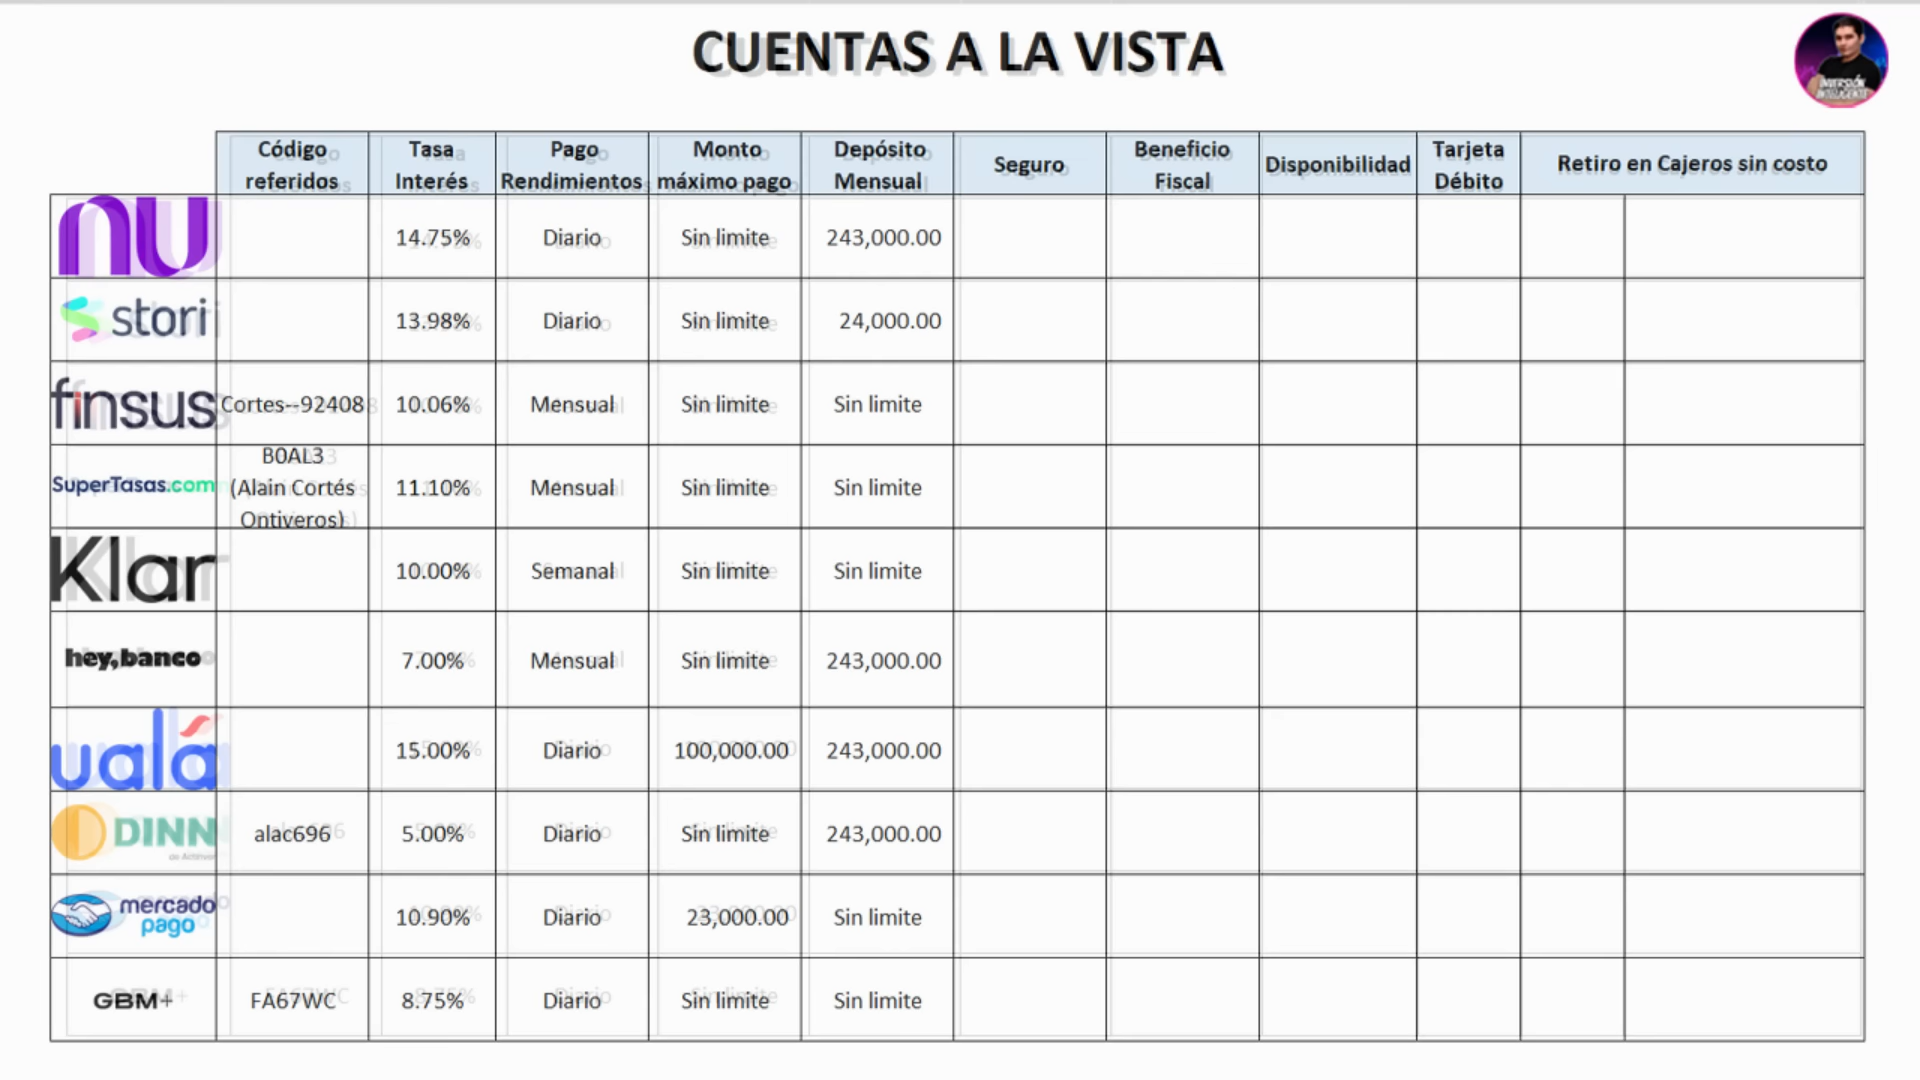 CUENTAS A LA VISTA
INVERSIÓN
INTELIGENTE
Código referidos Tasa Interés Pago Rendimientos Monto máximo pago Depósito Mensual Seguro Beneficio Fiscal Disponibilidad Tarjeta Débito Retiro en Cajeros sin costo
nu 14.75% Diario Sin limite 243,000.00
stori 13.98% Diario Sin limite 24,000.00
finsus Cortes--92408 10.06% Mensual Sin limite Sin limite
SuperTasas.com B0AL3 (Alain Cortés Ontiveros) 11.10% Mensual Sin limite Sin limite
Klar 10.00% Semanal Sin limite Sin limite
hey,banco 7.00% Mensual Sin limite 243,000.00
ualá 15.00% Diario 100,000.00 243,000.00
DINN de Actinver alac696 5.00% Diario Sin limite 243,000.00
mercado pago 10.90% Diario 23,000.00 Sin limite
GBM+ FA67WC 8.75% Diario Sin limite Sin limite